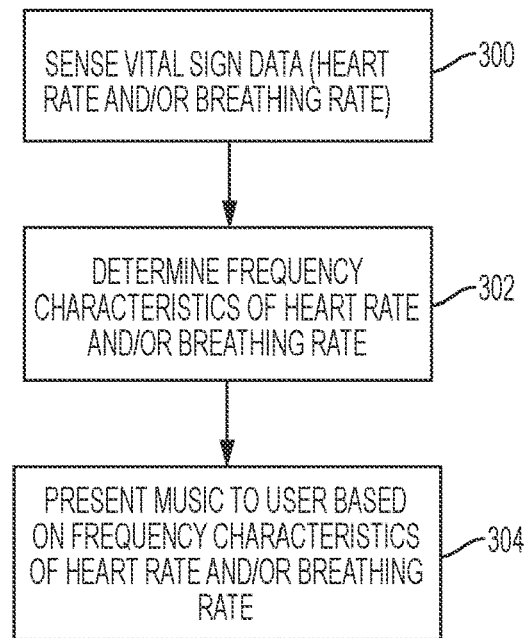 SENSE VITAL SIGN DATA (HEART
RATE AND/OR BREATHING RATE)
300
DETERMINE FREQUENCY
CHARACTERISTICS OF HEART RATE
AND/OR BREATHING RATE
302
PRESENT MUSIC TO USER BASED
ON FREQUENCY CHARACTERISTICS
OF HEART RATE AND/OR BREATHING
RATE
304